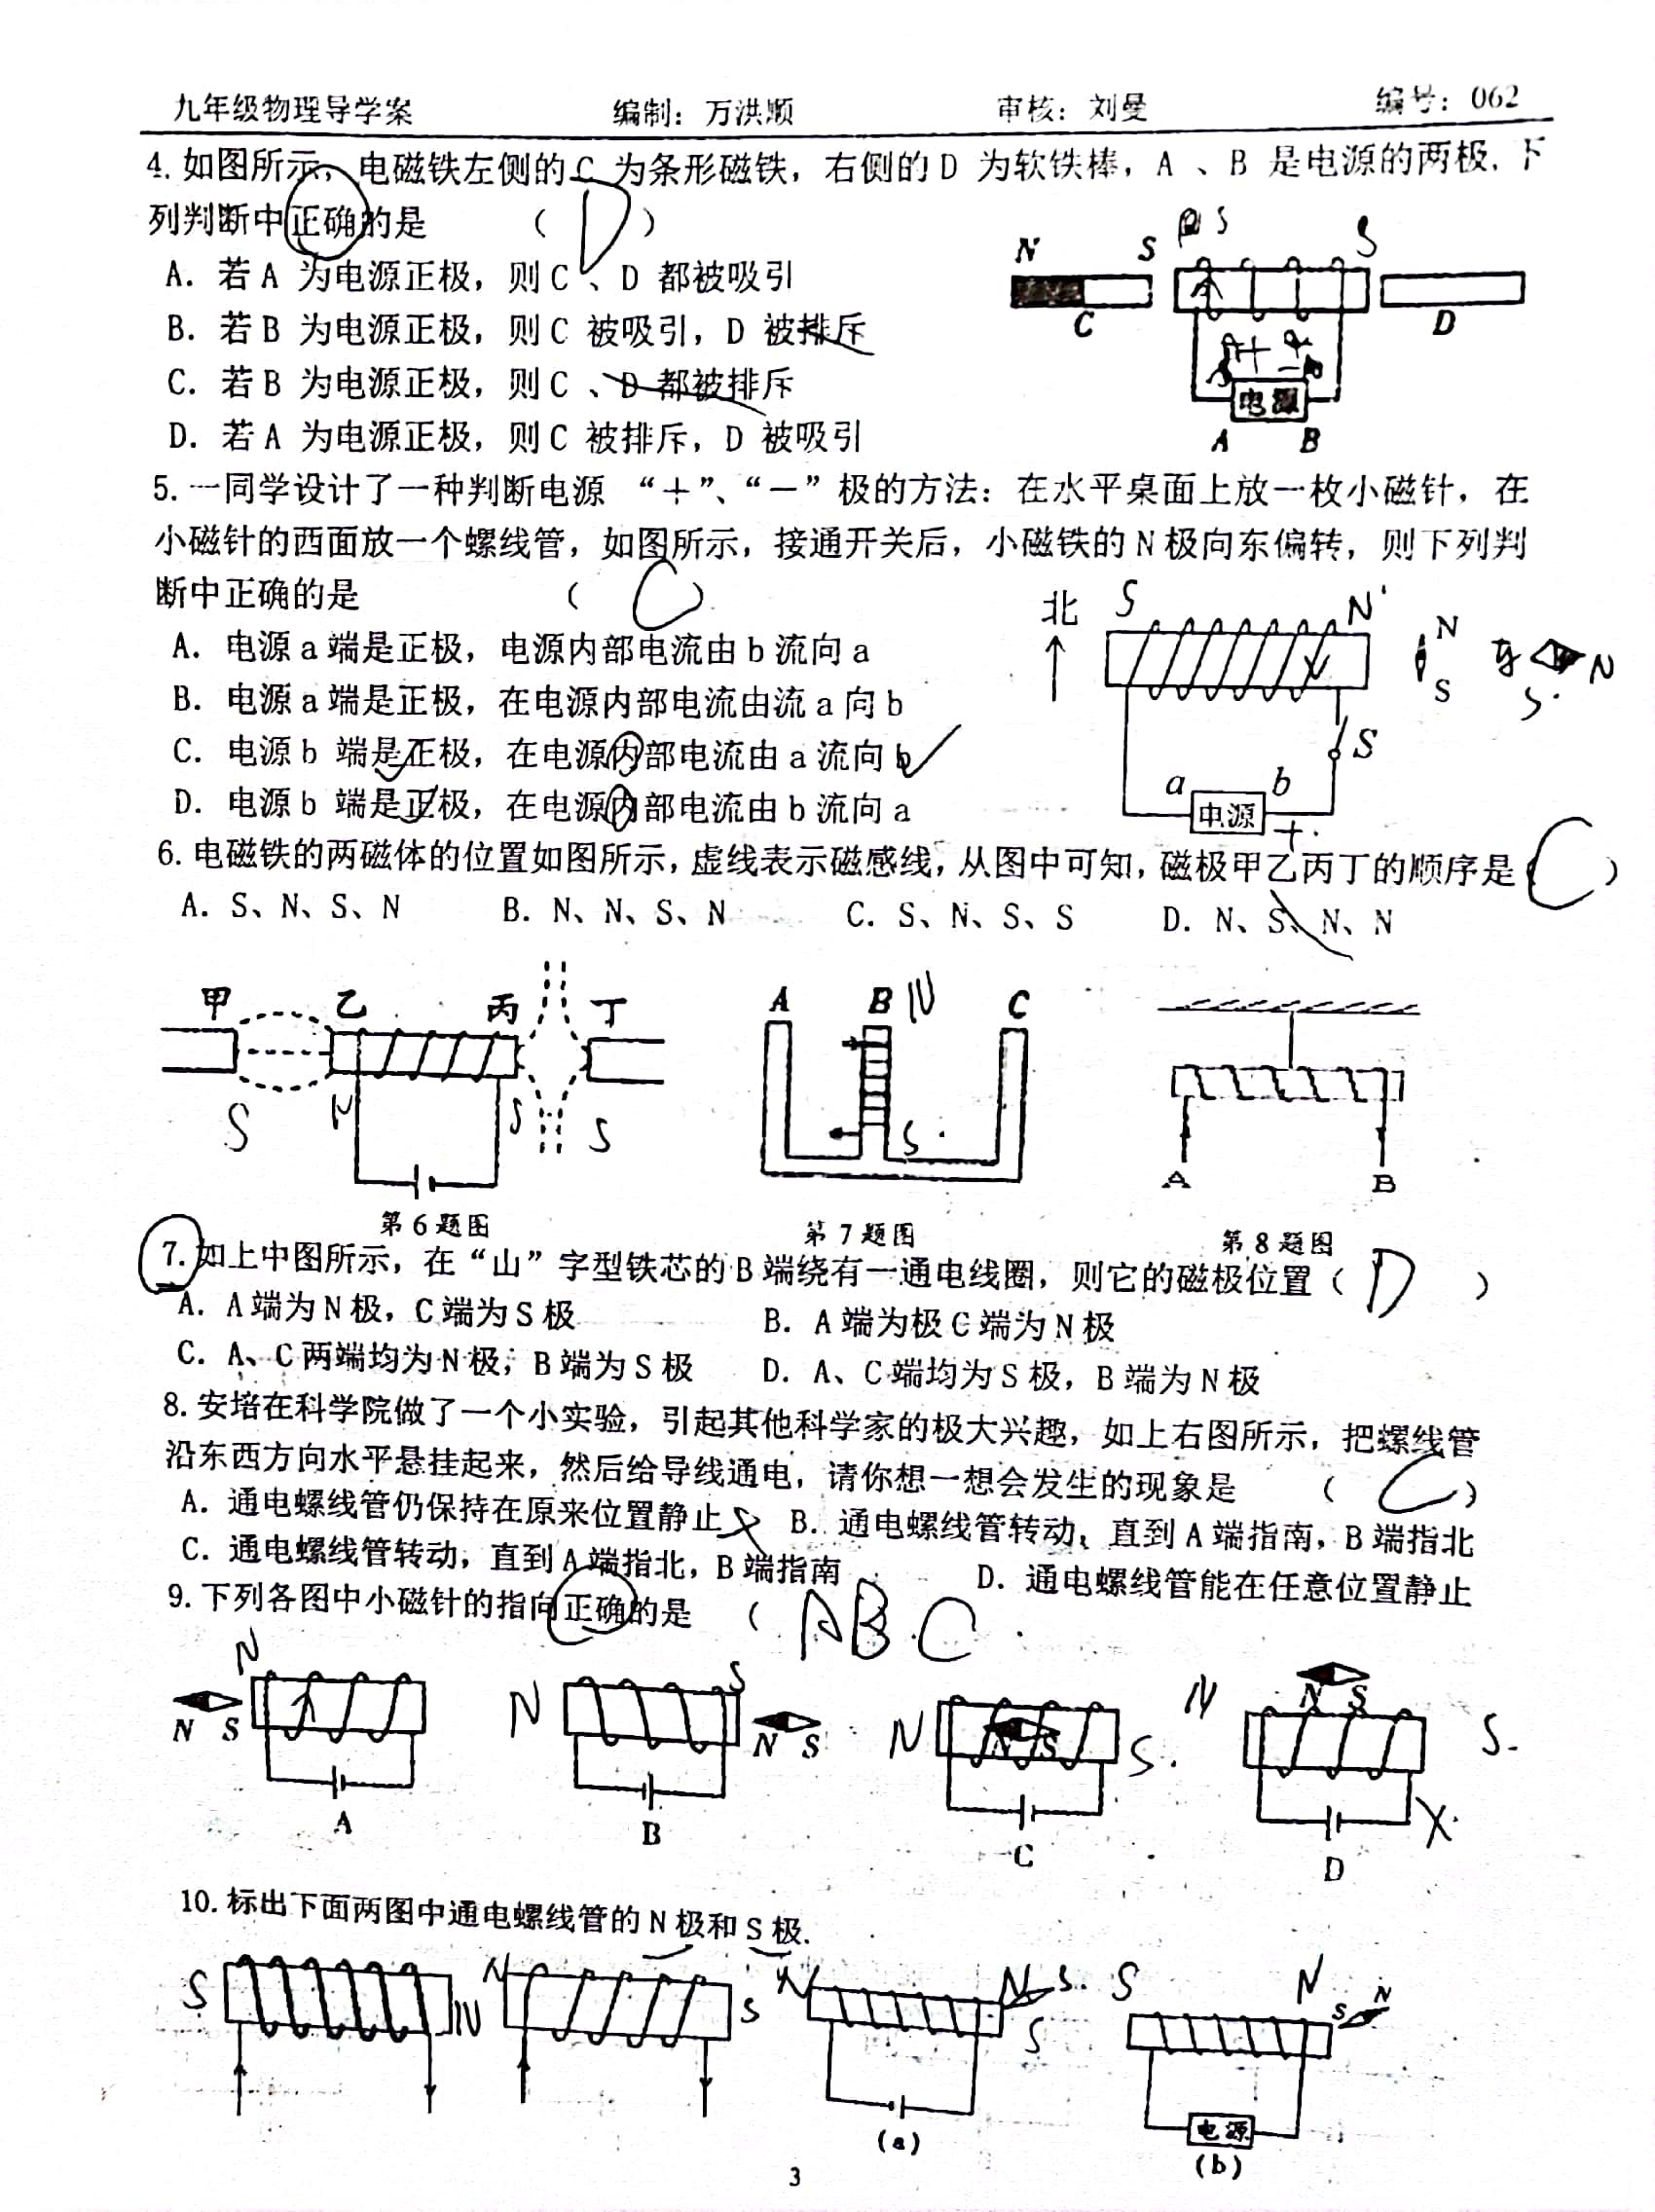 九年级物理导学案 编制：万洪顺 审核：刘曼 编号：062
4. 如图所示，电磁铁左侧的 C 为条形磁铁，右侧的 D 为软铁棒，A 、B 是电源的两极，下
列判断中正确的是 （ D ）
A. 若 A 为电源正极，则 C 、D 都被吸引
B. 若 B 为电源正极，则 C 被吸引，D 被排斥
C. 若 B 为电源正极，则 C 、D 都被排斥
D. 若 A 为电源正极，则 C 被排斥，D 被吸引
N S S S
C D
电源
A B
5. 一同学设计了一种判断电源 “＋”、“－”极的方法：在水平桌面上放一枚小磁针，在
小磁针的西面放一个螺线管，如图所示，接通开关后，小磁铁的 N 极向东偏转，则下列判
断中正确的是 （ C ）
A. 电源 a 端是正极，电源内部电流由 b 流向 a
B. 电源 a 端是正极，在电源内部电流由流 a 向 b
C. 电源 b 端是正极，在电源内部电流由 a 流向 b
D. 电源 b 端是正极，在电源内部电流由 b 流向 a
北 S N N N
S S
S
a b
电源 +
6. 电磁铁的两磁体的位置如图所示，虚线表示磁感线，从图中可知，磁极甲乙丙丁的顺序是（ C ）
A. S、N、S、N B. N、N、S、N C. S、N、S、S D. N、S、N、N
甲 乙 丙 丁 A B N C
S N S S S
A B
第 6 题图 第 7 题图 第 8 题图
7. 如上中图所示，在“山”字型铁芯的 B 端绕有一通电线圈，则它的磁极位置（ D ）
A. A 端为 N 极，C 端为 S 极 B. A 端为极 C 端为 N 极
C. A、C 两端均为 N 极；B 端为 S 极 D. A、C 端均为 S 极，B 端为 N 极
8. 安培在科学院做了一个小实验，引起其他科学家的极大兴趣，如上右图所示，把螺线管
沿东西方向水平悬挂起来，然后给导线通电，请你想一想会发生的现象是 （ C ）
A. 通电螺线管仍保持在原来位置静止 B. 通电螺线管转动，直到 A 端指南，B 端指北
C. 通电螺线管转动，直到 A 端指北，B 端指南 D. 通电螺线管能在任意位置静止
9. 下列各图中小磁针的指向正确的是 （ ABC
N S N S
N S N N S N N S S. S.
A B C D
10. 标出下面两图中通电螺线管的 N 极和 S 极.
S N N S N N S. S N S N
S
电源
(a) (b)
3